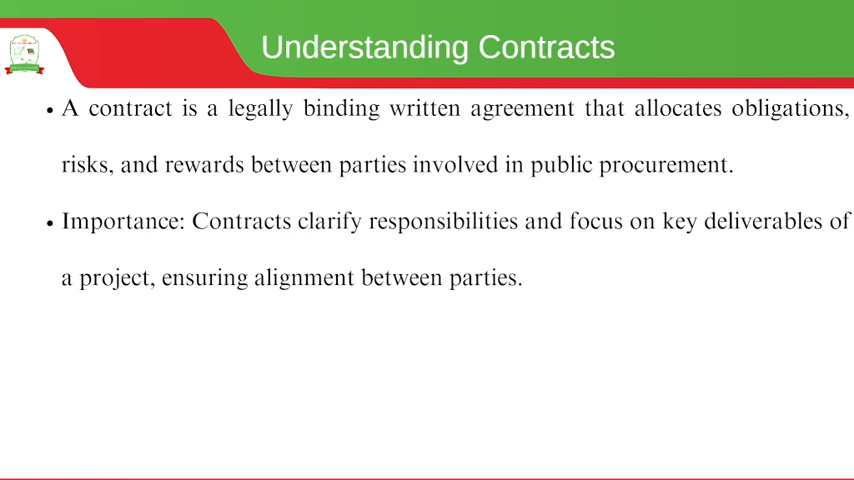 Understanding Contracts
• A contract is a legally binding written agreement that allocates obligations,
risks, and rewards between parties involved in public procurement.
• Importance: Contracts clarify responsibilities and focus on key deliverables of
a project, ensuring alignment between parties.